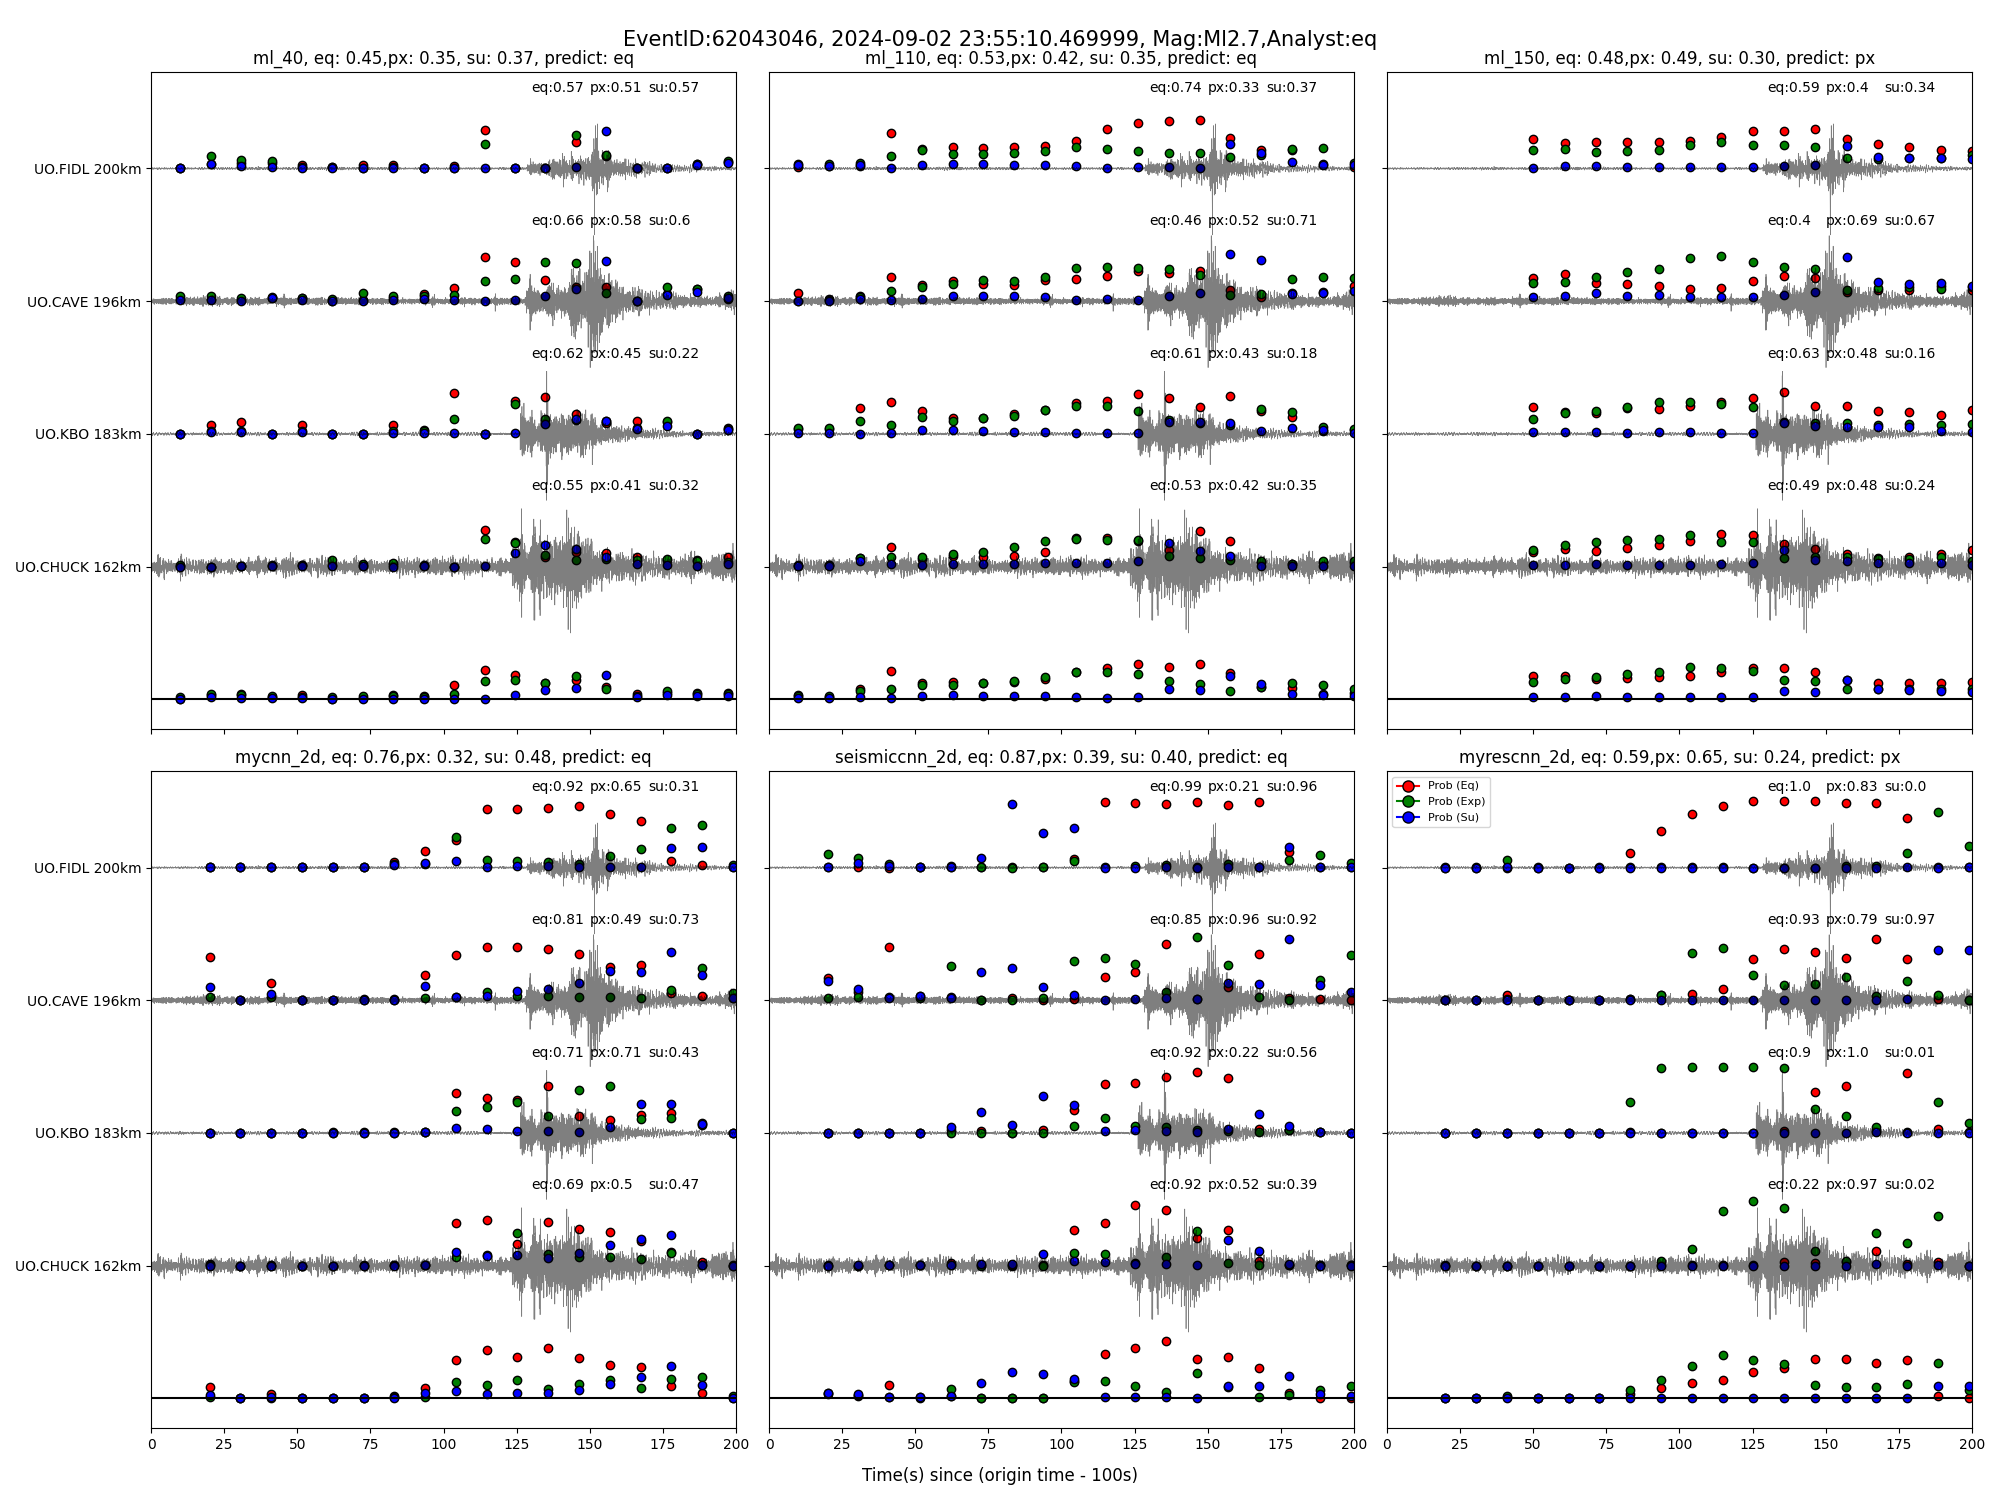 EventID:62043046, 2024-09-02 23:55:10.469999, Mag:Ml2.7,Analyst:eq
ml_40, eq: 0.45,px: 0.35, su: 0.37, predict: eq
eq:0.57 px:0.51 su:0.57
UO.FIDL 200km
eq:0.66 px:0.58 su:0.6
UO.CAVE 196km
eq:0.62 px:0.45 su:0.22
UO.KBO 183km
eq:0.55 px:0.41 su:0.32
UO.CHUCK 162km
ml_110, eq: 0.53,px: 0.42, su: 0.35, predict: eq
eq:0.74 px:0.33 su:0.37
eq:0.46 px:0.52 su:0.71
eq:0.61 px:0.43 su:0.18
eq:0.53 px:0.42 su:0.35
ml_150, eq: 0.48,px: 0.49, su: 0.30, predict: px
eq:0.59 px:0.4 su:0.34
eq:0.4 px:0.69 su:0.67
eq:0.63 px:0.48 su:0.16
eq:0.49 px:0.48 su:0.24
mycnn_2d, eq: 0.76,px: 0.32, su: 0.48, predict: eq
eq:0.92 px:0.65 su:0.31
UO.FIDL 200km
eq:0.81 px:0.49 su:0.73
UO.CAVE 196km
eq:0.71 px:0.71 su:0.43
UO.KBO 183km
eq:0.69 px:0.5 su:0.47
UO.CHUCK 162km
0 25 50 75 100 125 150 175 200
seismiccnn_2d, eq: 0.87,px: 0.39, su: 0.40, predict: eq
eq:0.99 px:0.21 su:0.96
eq:0.85 px:0.96 su:0.92
eq:0.92 px:0.22 su:0.56
eq:0.92 px:0.52 su:0.39
0 25 50 75 100 125 150 175 200
myrescnn_2d, eq: 0.59,px: 0.65, su: 0.24, predict: px
Prob (Eq)
Prob (Exp)
Prob (Su)
eq:1.0 px:0.83 su:0.0
eq:0.93 px:0.79 su:0.97
eq:0.9 px:1.0 su:0.01
eq:0.22 px:0.97 su:0.02
0 25 50 75 100 125 150 175 200
Time(s) since (origin time - 100s)